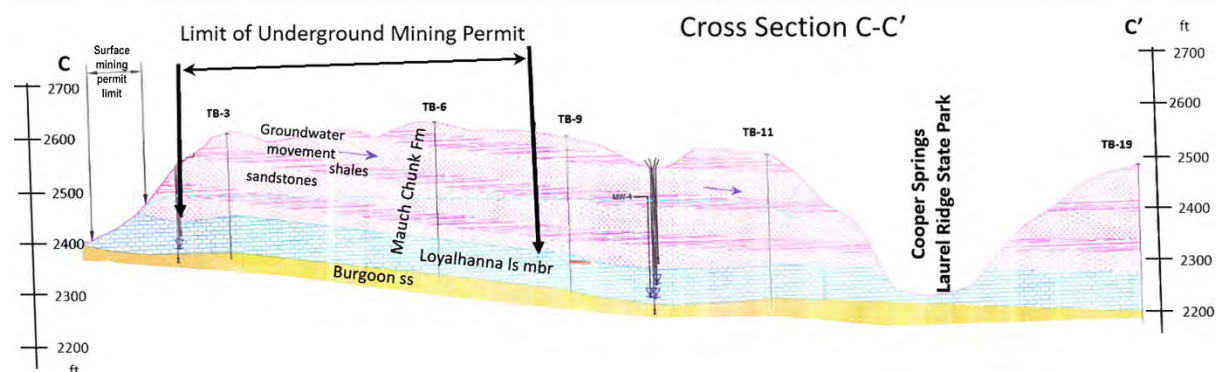 Cross Section C-C'
Limit of Underground Mining Permit
C
C'
ft
Surface
mining
permit
limit
2700
2600
2500
2400
2300
2200
ft
TB-3
TB-6
TB-9
TB-11
TB-19
Groundwater
movement
shales
sandstones
Mauch Chunk Fm
MW-4
Loyalhanna ls mbr
Burgoon ss
Cooper Springs
Laurel Ridge State Park
2700
2600
2500
2400
2300
2200